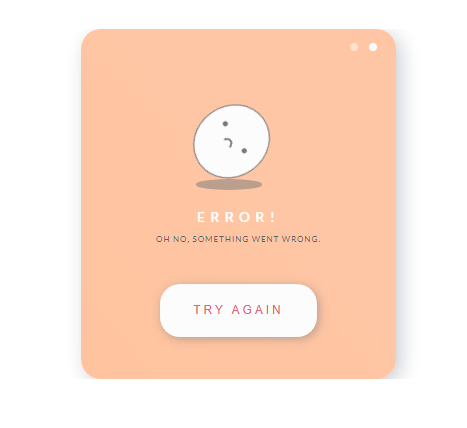 ERROR!
OH NO, SOMETHING WENT WRONG.
TRY AGAIN